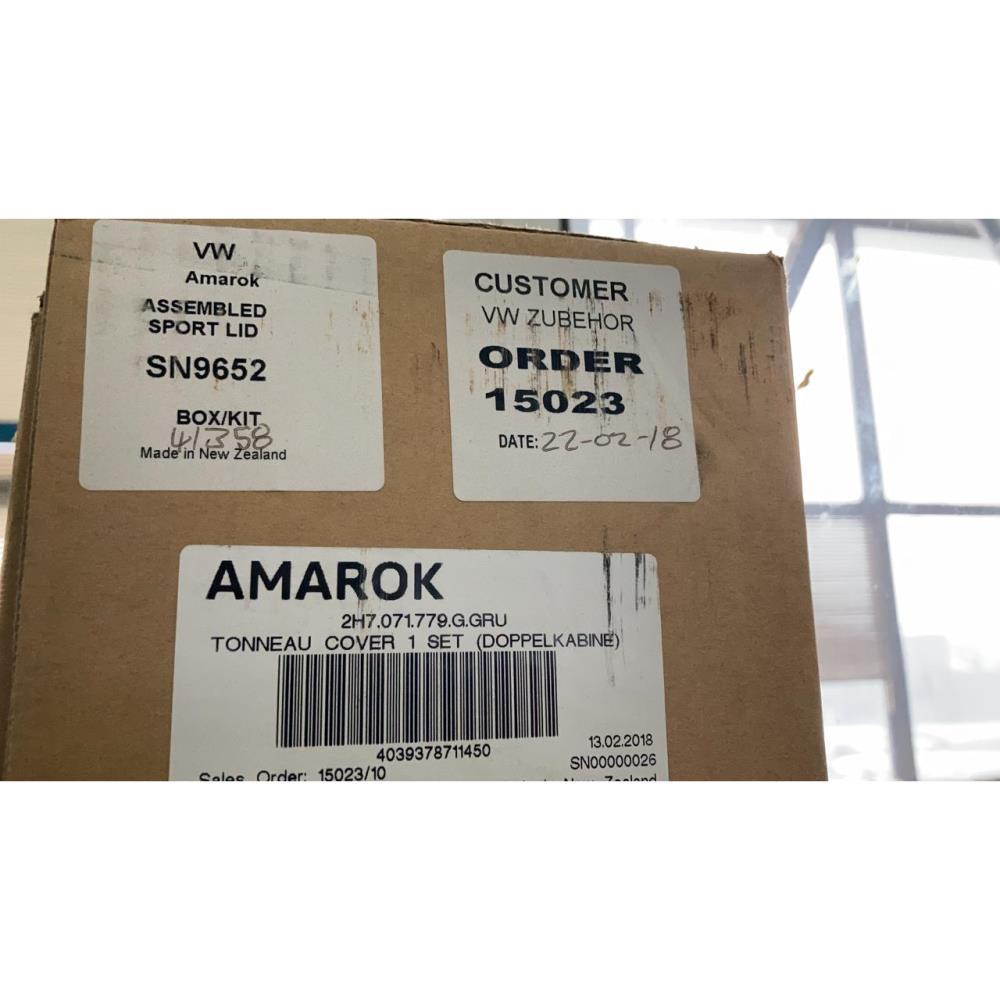 VW
Amarok
ASSEMBLED
SPORT LID
SN9652
BOX/KIT
41358
Made in New Zealand
CUSTOMER
VW ZUBEHOR
ORDER
15023
DATE: 22-02-18
AMAROK
2H7.071.779.G.GRU
TONNEAU COVER 1 SET (DOPPELKABINE)
4039378711450
13.02.2018
SN00000026
Sales Order: 15023/10
New Zealand